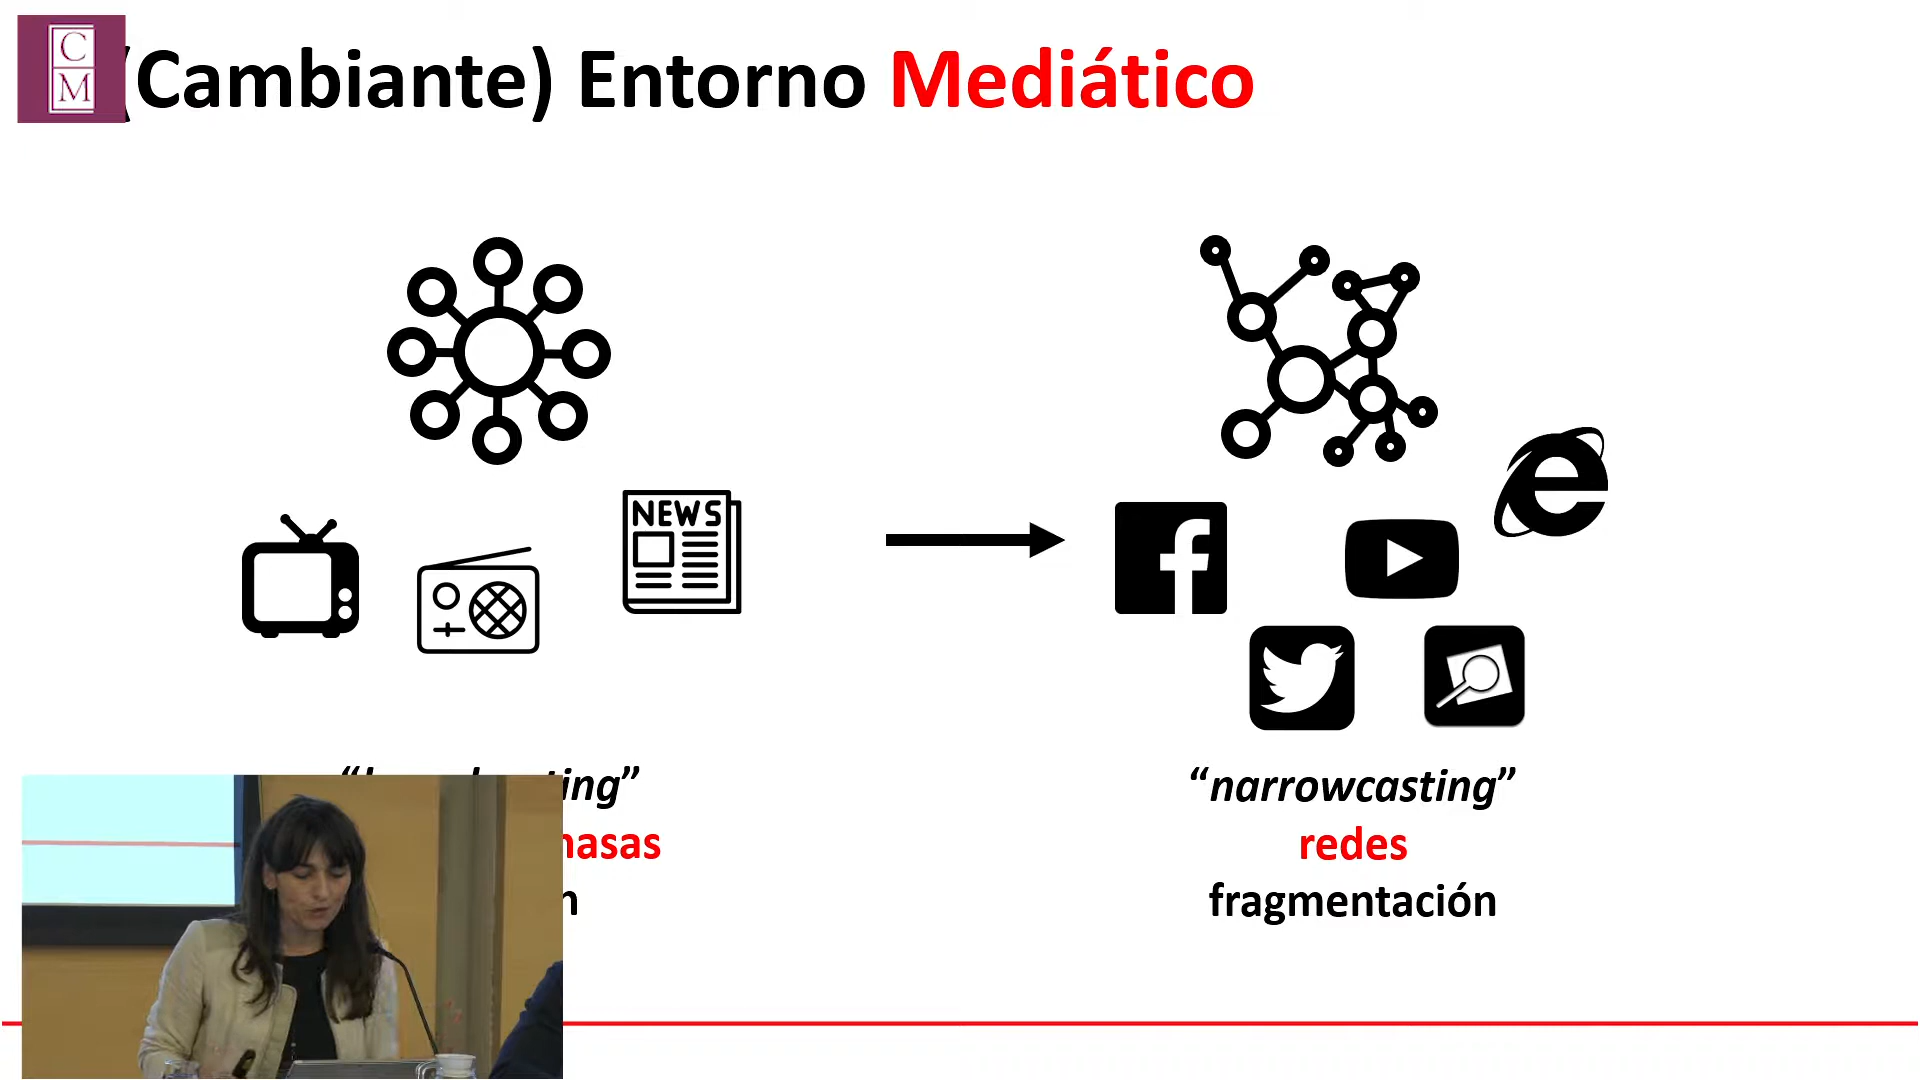 C
M
(Cambiante) Entorno Mediático
NEWS
“narrowcasting”
redes
fragmentación